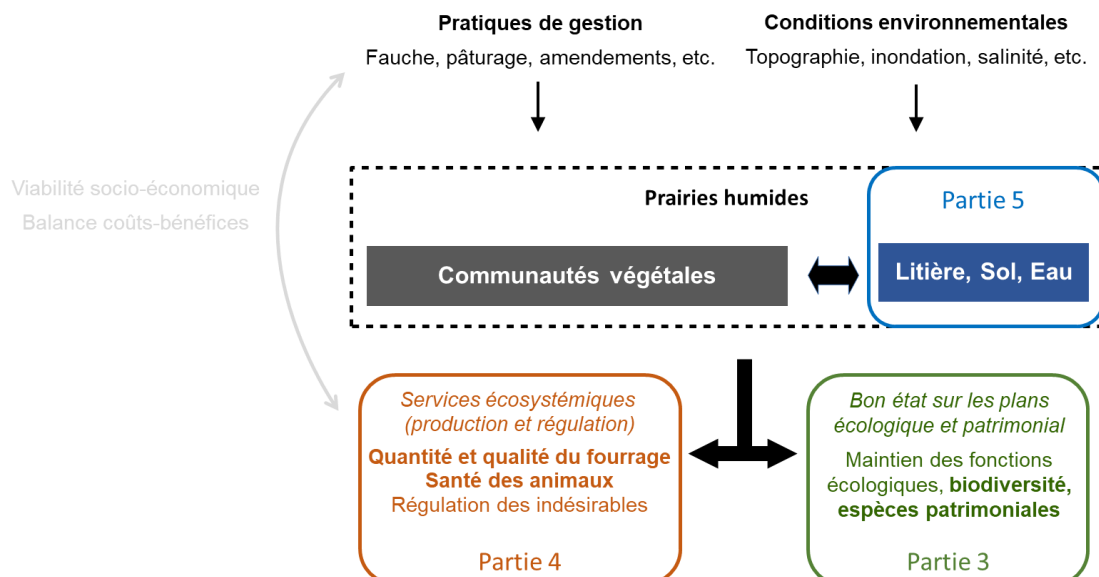 Pratiques de gestion
Fauche, pâturage, amendements, etc.
Conditions environnementales
Topographie, inondation, salinité, etc.
Viabilité socio-économique
Balance coûts-bénéfices
Prairies humides
Partie 5
Communautés végétales
Litière, Sol, Eau
Services écosystémiques
(production et régulation)
Quantité et qualité du fourrage
Santé des animaux
Régulation des indésirables
Partie 4
Bon état sur les plans
écologique et patrimonial
Maintien des fonctions
écologiques, biodiversité,
espèces patrimoniales
Partie 3